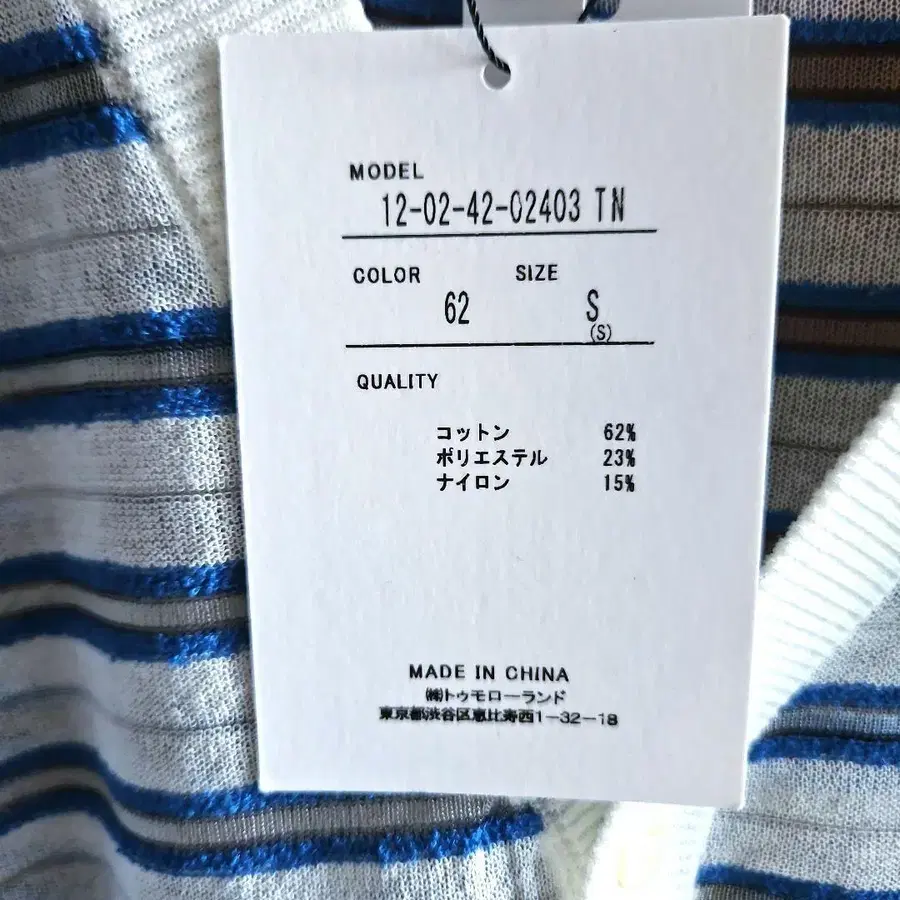 MODEL
12-02-42-02403 TN
COLOR SIZE
62 S
(S)
QUALITY
コットン 62%
ポリエステル 23%
ナイロン 15%
MADE IN CHINA
㈱トゥモローランド
東京都渋谷区恵比寿西1-32-18